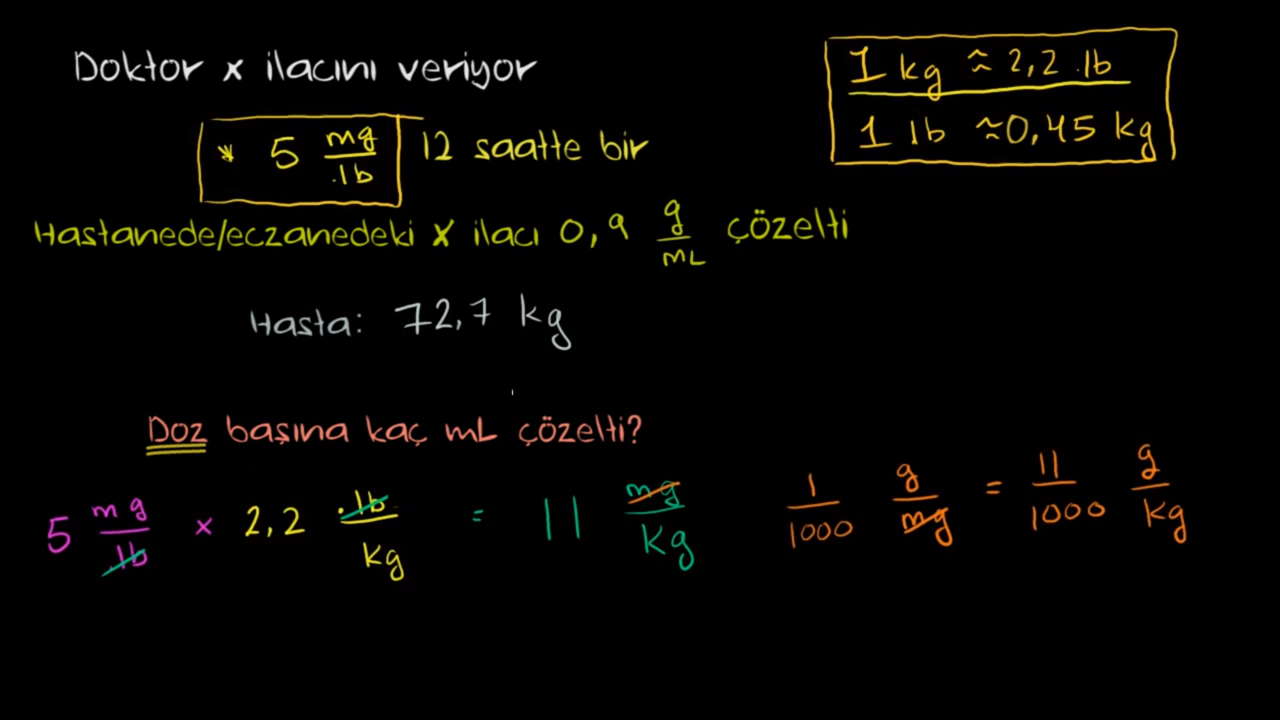 Doktor x ilacını veriyor
1 kg ≈ 2,2 .lb
1 lb ≈0,45 kg
* 5 mg/.lb 12 saatte bir
Hastanede/eczanedeki x ilacı 0,9 g/mL çözelti
Hasta: 72,7 kg
Doz başına kaç mL çözelti?
5 mg/.lb x 2,2 .lb/kg = 11 mg/kg 1/1000 g/mg = 11/1000 g/kg